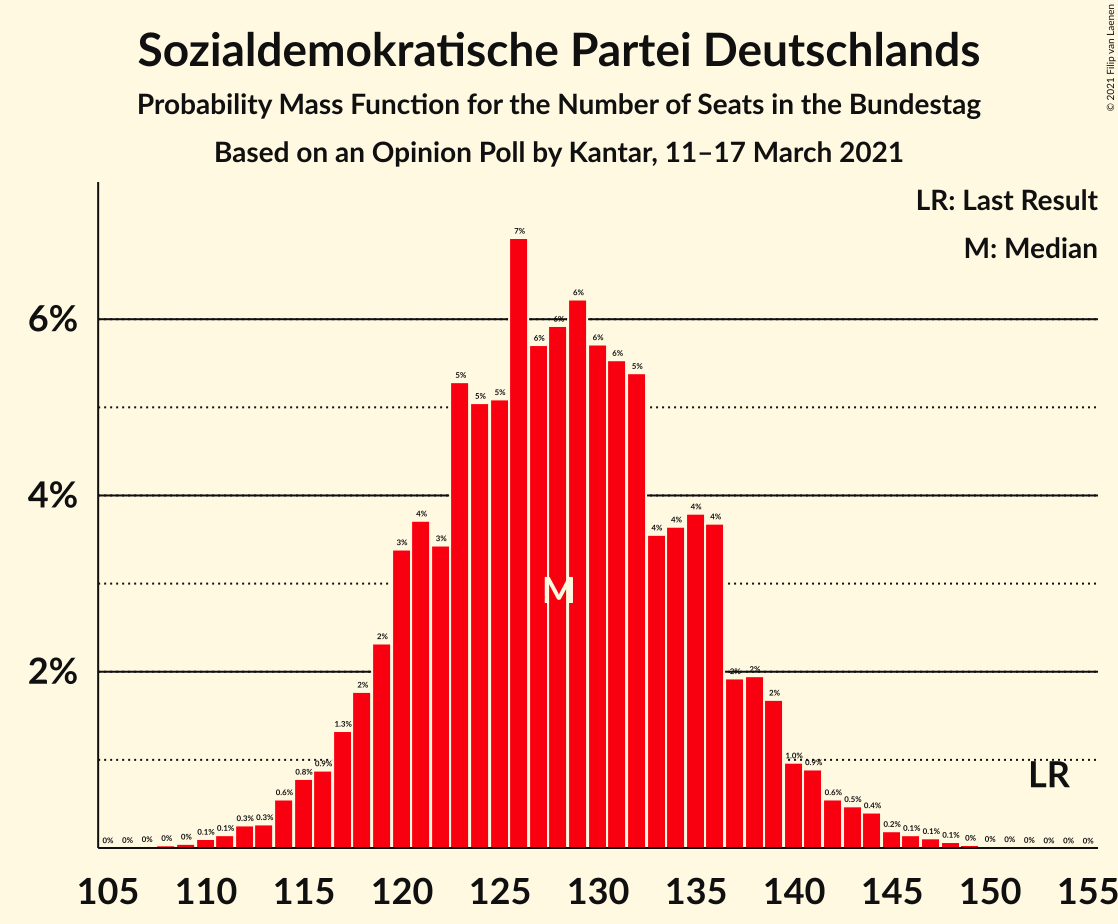 Sozialdemokratische Partei Deutschlands
Probability Mass Function for the Number of Seats in the Bundestag
Based on an Opinion Poll by Kantar, 11–17 March 2021
© 2021 Filip van Laenen
LR: Last Result
M: Median
6%
4%
2%
0% 0% 0% 0% 0% 0.1% 0.1% 0.3% 0.3% 0.6% 0.8% 0.9% 1.3% 2% 2% 3% 4% 3% 5% 5% 5% 7% 6% 6% 6% 6% 6% 5% 4% 4% 4% 4% 2% 2% 2% 1.0% 0.9% 0.6% 0.5% 0.4% 0.2% 0.1% 0.1% 0.1% 0% 0% 0% 0% 0% 0% 0%
M
LR
105 110 115 120 125 130 135 140 145 150 155